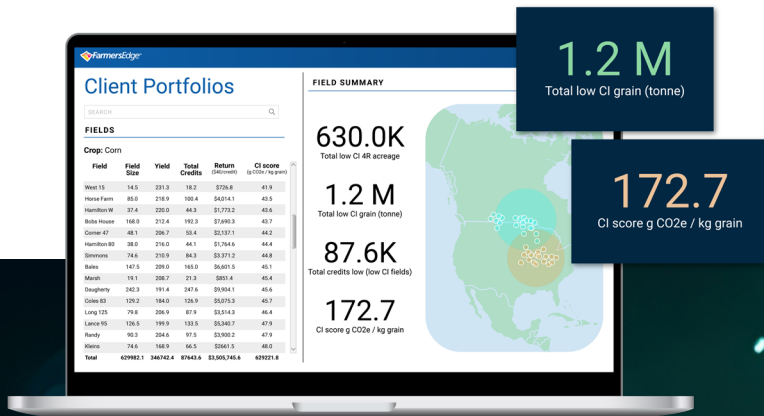 FarmersEdge
Client Portfolios
SEARCH
FIELDS
Crop: Corn
Field Field Size Yield Total Credits Return ($40/credit) CI score (g CO2e / kg grain)
West 15 14.5 231.3 18.2 $726.8 41.9
Horse Farm 85.0 218.9 100.4 $4,014.1 43.5
Hamilton W 37.4 220.0 44.3 $1,773.2 43.6
Bobs House 168.0 212.4 192.3 $7,690.3 43.7
Corner 47 48.1 206.7 53.4 $2,137.1 44.2
Hamilton 80 38.0 216.0 44.1 $1,764.6 44.4
Simmons 74.6 210.9 84.3 $3.371.2 44.8
Bales 147.5 209.0 165.0 $6,601.5 45.1
Marsh 19.1 208.7 21.3 $851.4 45.4
Daugherty 242.3 191.4 247.6 $9,904.1 45.6
Coles 83 129.2 184.0 126.9 $5,075.3 45.7
Long 125 79.8 206.9 87.9 $3,514.3 46.4
Lance 95 126.5 199.9 133.5 $5,340.7 47.9
Randy 90.3 204.6 97.5 $3,900.2 47.9
Kleins 74.6 168.9 66.5 $2661.5 48.0
Total 629982.1 346742.4 87643.6 $3,505,745.6 629221.8
FIELD SUMMARY
630.0K
Total low CI 4R acreage
1.2 M
Total low CI grain (tonne)
87.6K
Total credits low (low CI fields)
172.7
CI score g CO2e / kg grain
1.2 M
Total low CI grain (tonne)
172.7
CI score g CO2e / kg grain